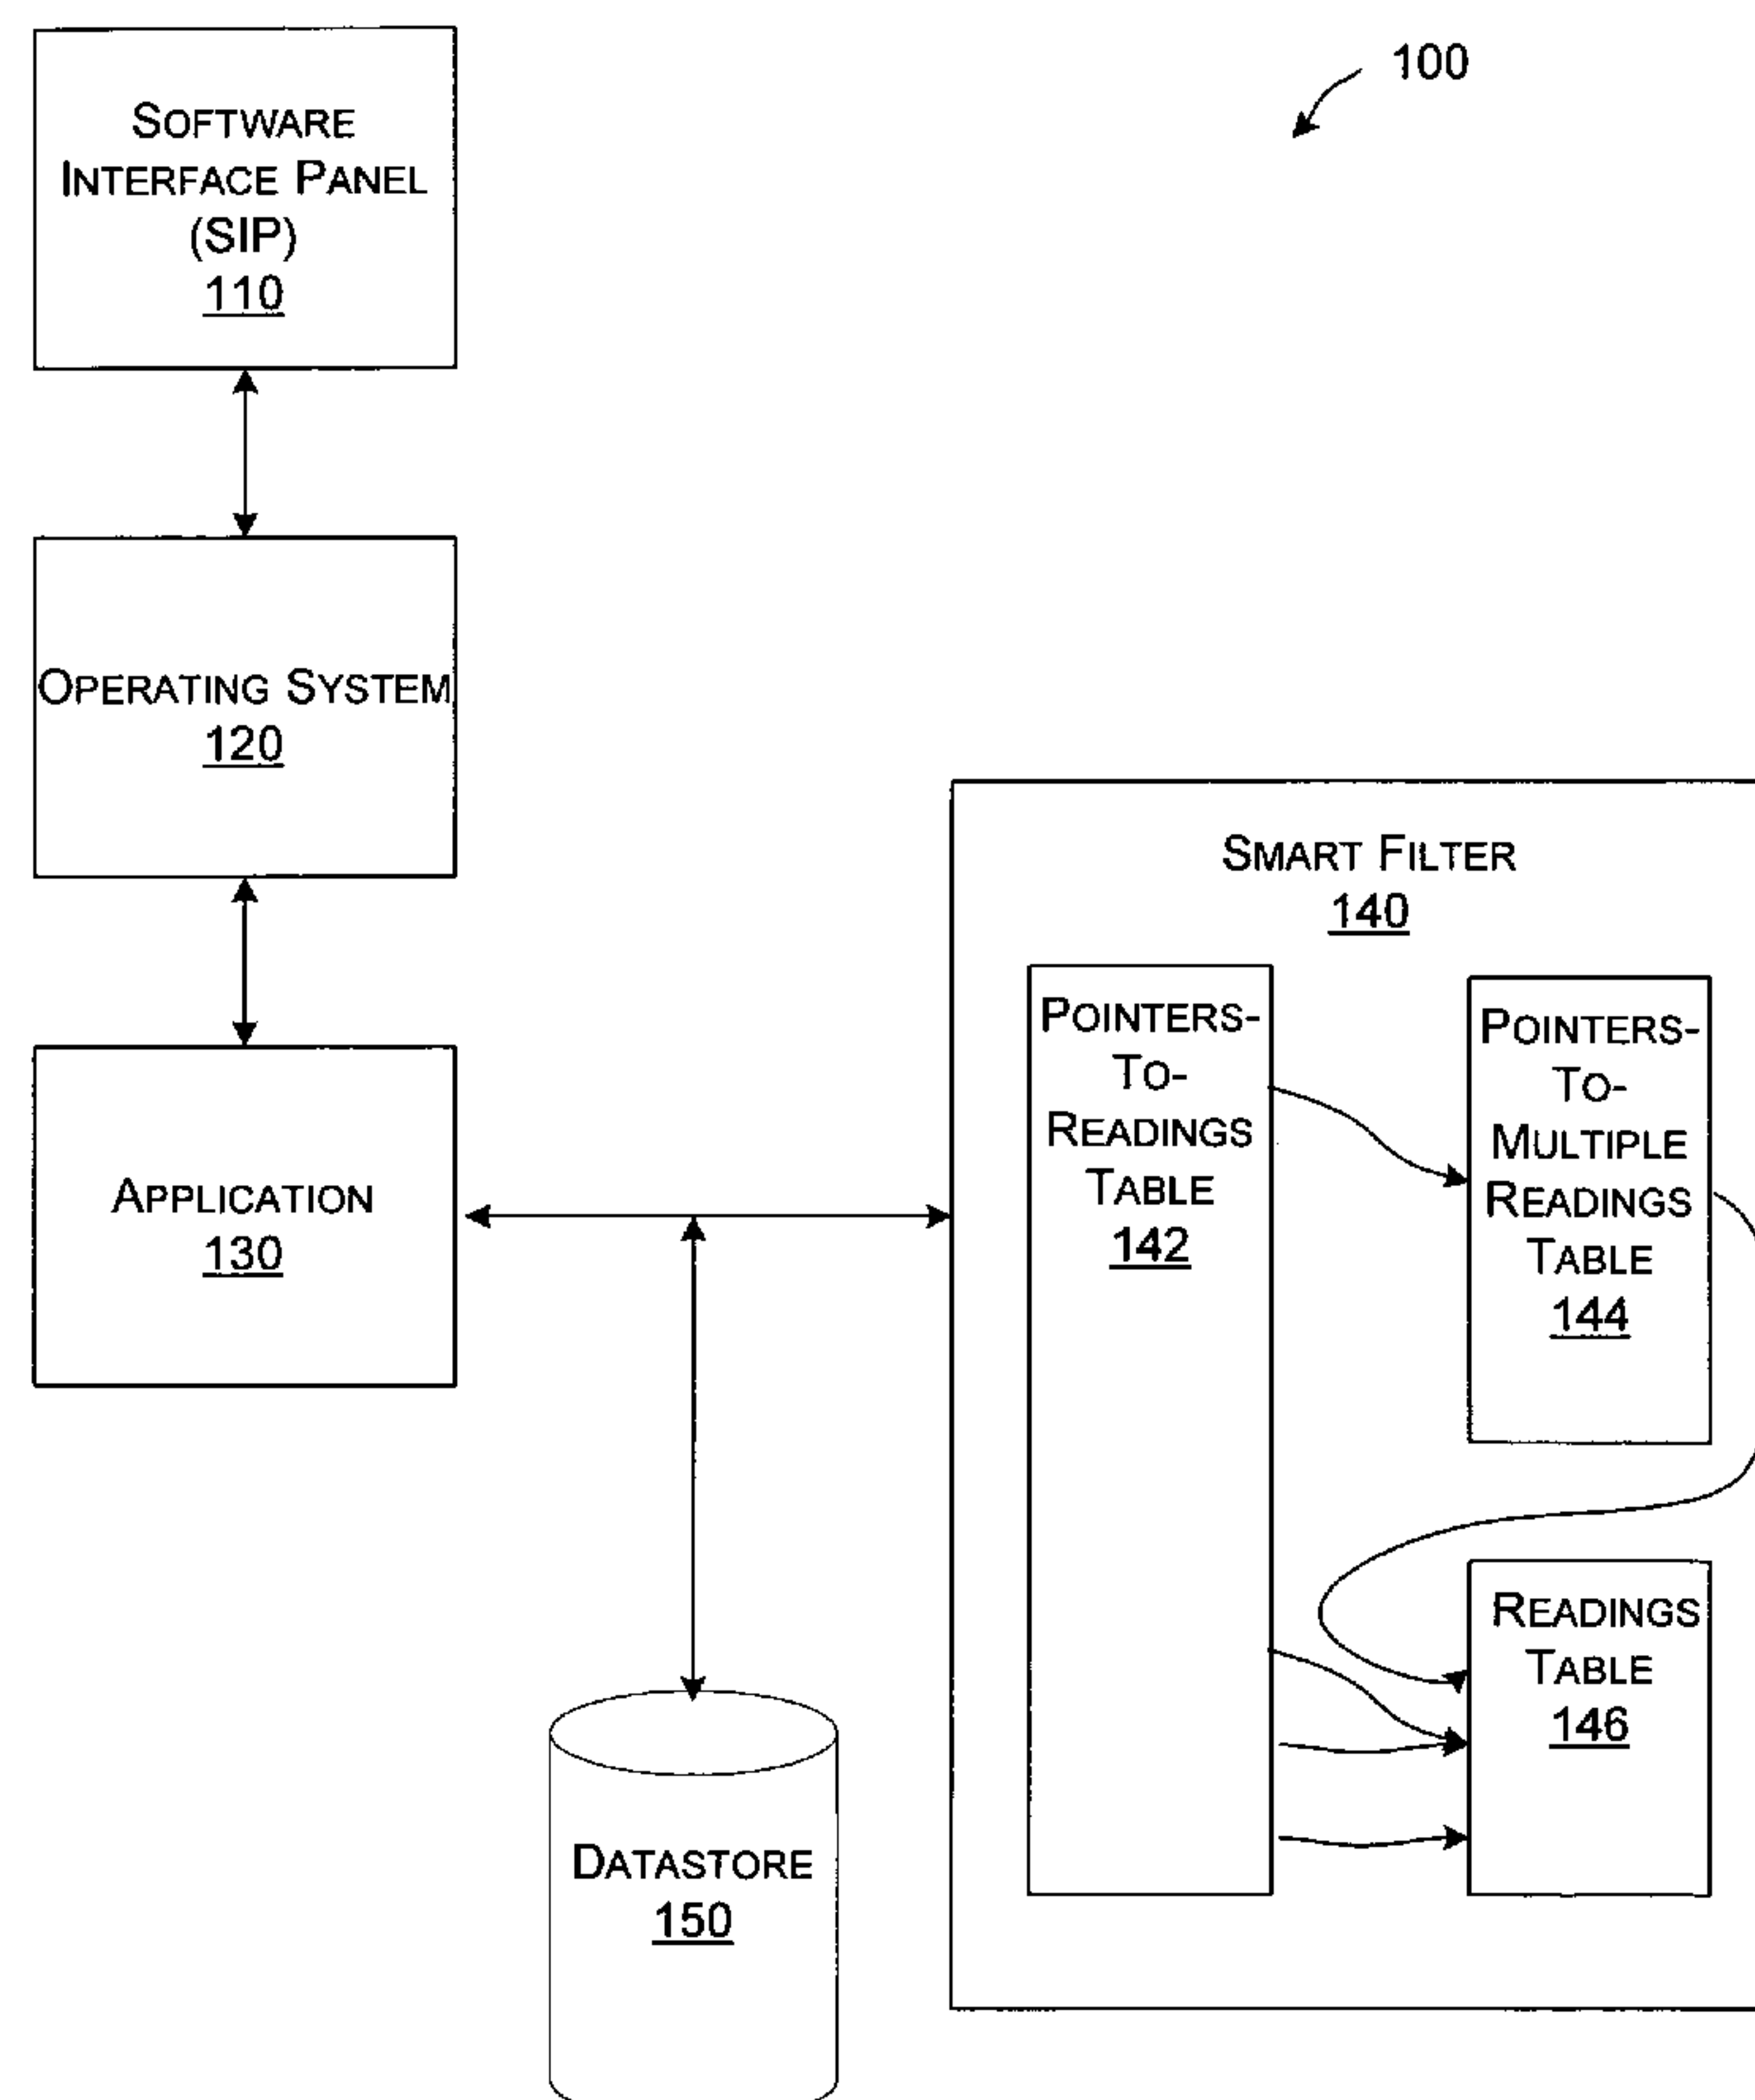 100
SOFTWARE
INTERFACE PANEL
(SIP)
110
OPERATING SYSTEM
120
APPLICATION
130
SMART FILTER
140
POINTERS-
TO-
READINGS
TABLE
142
POINTERS-
TO-
MULTIPLE
READINGS
TABLE
144
READINGS
TABLE
146
DATASTORE
150